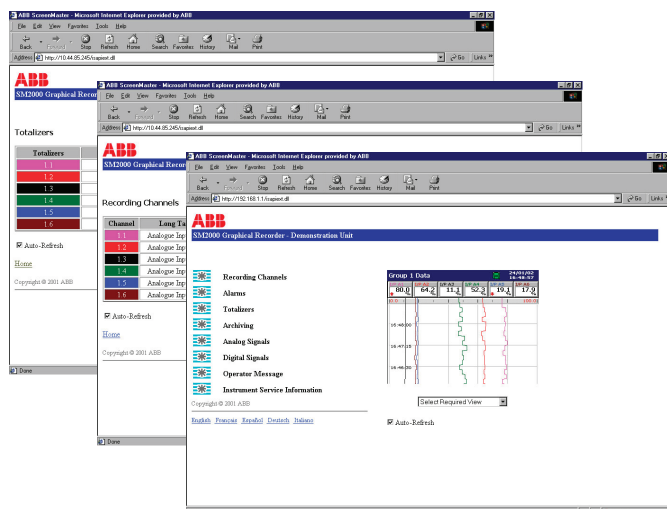 ABB ScreenMaster - Microsoft Internet Explorer provided by ABB
File Edit View Favorites Tools Help
Back Forward Stop Refresh Home Search Favorites History Mail Print
Address http://10.44.85.245/isapiext.dll Go Links
ABB
SM2000 Graphical Recor
Totalizers
Totalizers
1.1
1.2
1.3
1.4
1.5
1.6
Auto-Refresh
Home
Copyright © 2001 ABB
Done
ABB ScreenMaster - Microsoft Internet Explorer provided by ABB
File Edit View Favorites Tools Help
Back Forward Stop Refresh Home Search Favorites History Mail Print
Address http://10.44.85.245/isapiext.dll Go Links
ABB
SM2000 Graphical Recor
Recording Channels
Channel Long Ta
1.1 Analogue Inp
1.2 Analogue Inp
1.3 Analogue Inp
1.4 Analogue Inp
1.5 Analogue Inp
1.6 Analogue Inp
Auto-Refresh
Home
Copyright © 2001 ABB
Done
ABB ScreenMaster - Microsoft Internet Explorer provided by ABB
File Edit View Favorites Tools Help
Back Forward Stop Refresh Home Search Favorites History Mail Print
Address http://192.168.1.1/isapiext.dll Go Links
ABB
SM2000 Graphical Recorder - Demonstration Unit
Recording Channels
Alarms
Totalizers
Archiving
Analog Signals
Digital Signals
Operator Message
Instrument Service Information
Copyright © 2001 ABB
English Français Español Deutsch Italiano
Group 1 Data 24/01/02
16:48:57
80.0 64.2 11.1 52.3 19.1 17.9
% % % % % %
0.0 100.0
16:48:00
16:47:15
16:46:30
Select Required View
Auto-Refresh